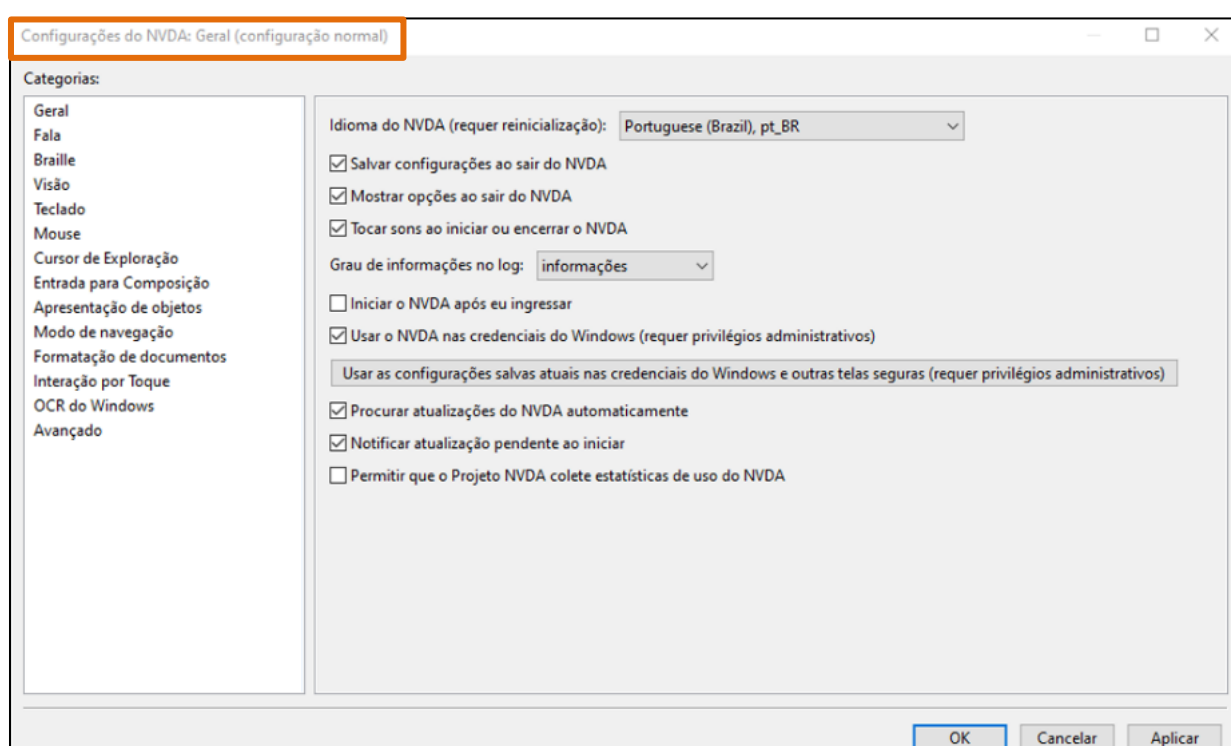 Configurações do NVDA: Geral (configuração normal)
Categorias:
Geral
Fala
Braille
Visão
Teclado
Mouse
Cursor de Exploração
Entrada para Composição
Apresentação de objetos
Modo de navegação
Formatação de documentos
Interação por Toque
OCR do Windows
Avançado
Idioma do NVDA (requer reinicialização): Portuguese (Brazil), pt_BR
Salvar configurações ao sair do NVDA
Mostrar opções ao sair do NVDA
Tocar sons ao iniciar ou encerrar o NVDA
Grau de informações no log: informações
Iniciar o NVDA após eu ingressar
Usar o NVDA nas credenciais do Windows (requer privilégios administrativos)
Usar as configurações salvas atuais nas credenciais do Windows e outras telas seguras (requer privilégios administrativos)
Procurar atualizações do NVDA automaticamente
Notificar atualização pendente ao iniciar
Permitir que o Projeto NVDA colete estatísticas de uso do NVDA
OK Cancelar Aplicar